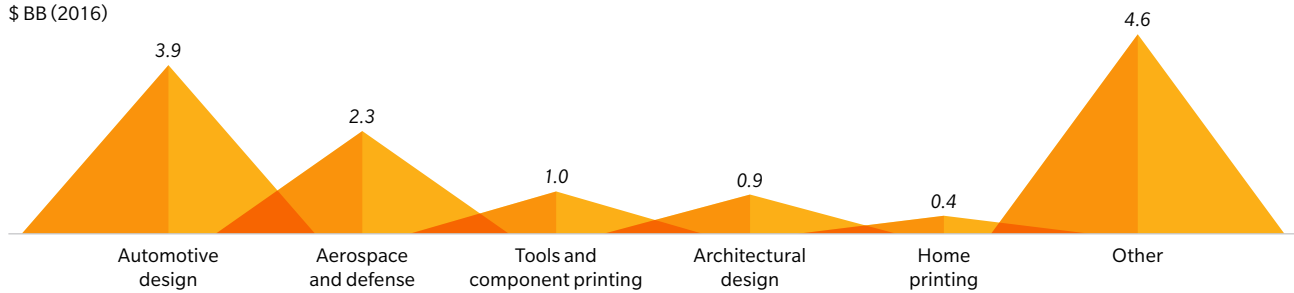 $ BB (2016)
3.9
2.3
1.0
0.9
0.4
4.6
Automotive
design
Aerospace
and defense
Tools and
component printing
Architectural
design
Home
printing
Other